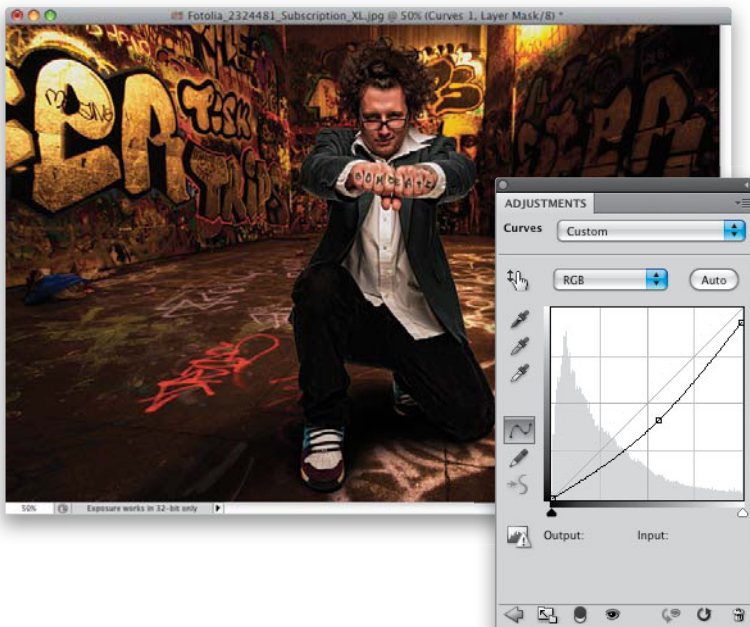 Fotolia_2324481_Subscription_XL.jpg @ 50% (Curves 1, Layer Mask/8) *
TISK
50%
Exposure works in 32-bit only
ADJUSTMENTS
Curves
Custom
RGB
Auto
Output:
Input: